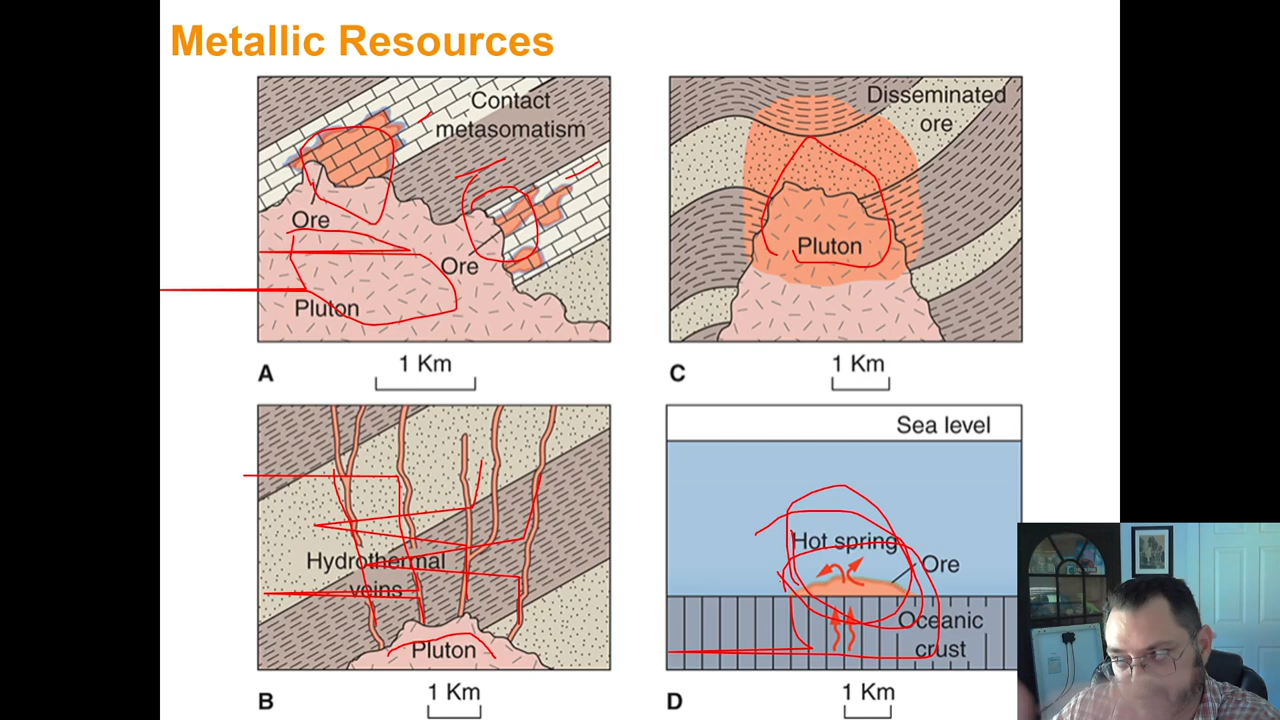 Metallic Resources
Contact
metasomatism
Ore
Ore
Pluton
1 Km
A
Disseminated
ore
Pluton
1 Km
C
Hydrothermal
veins
Pluton
1 Km
B
Sea level
Hot spring
Ore
Oceanic
crust
1 Km
D